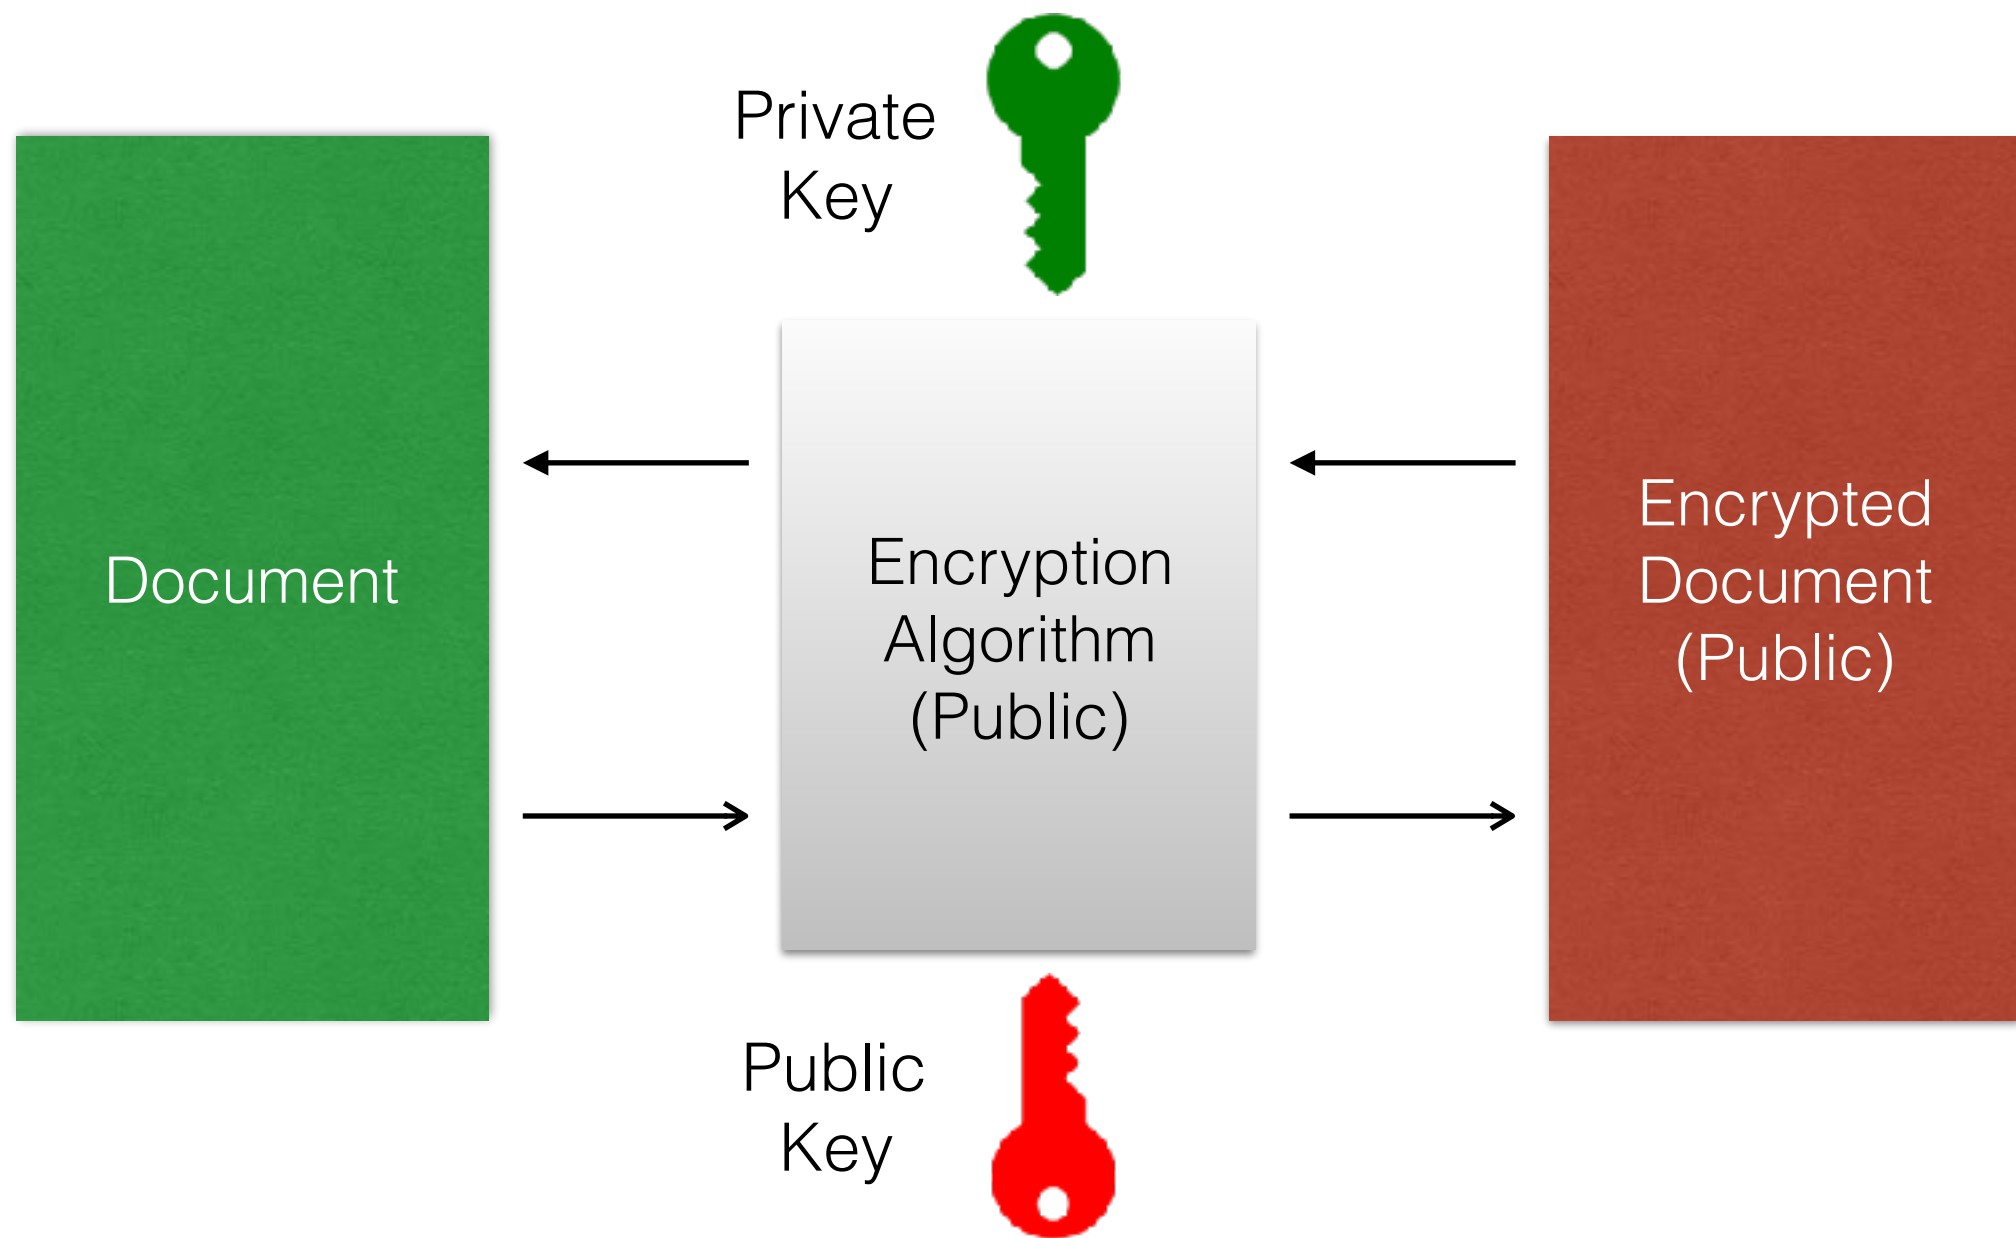 Private
Key
Document
Encryption
Algorithm
(Public)
Encrypted
Document
(Public)
Public
Key